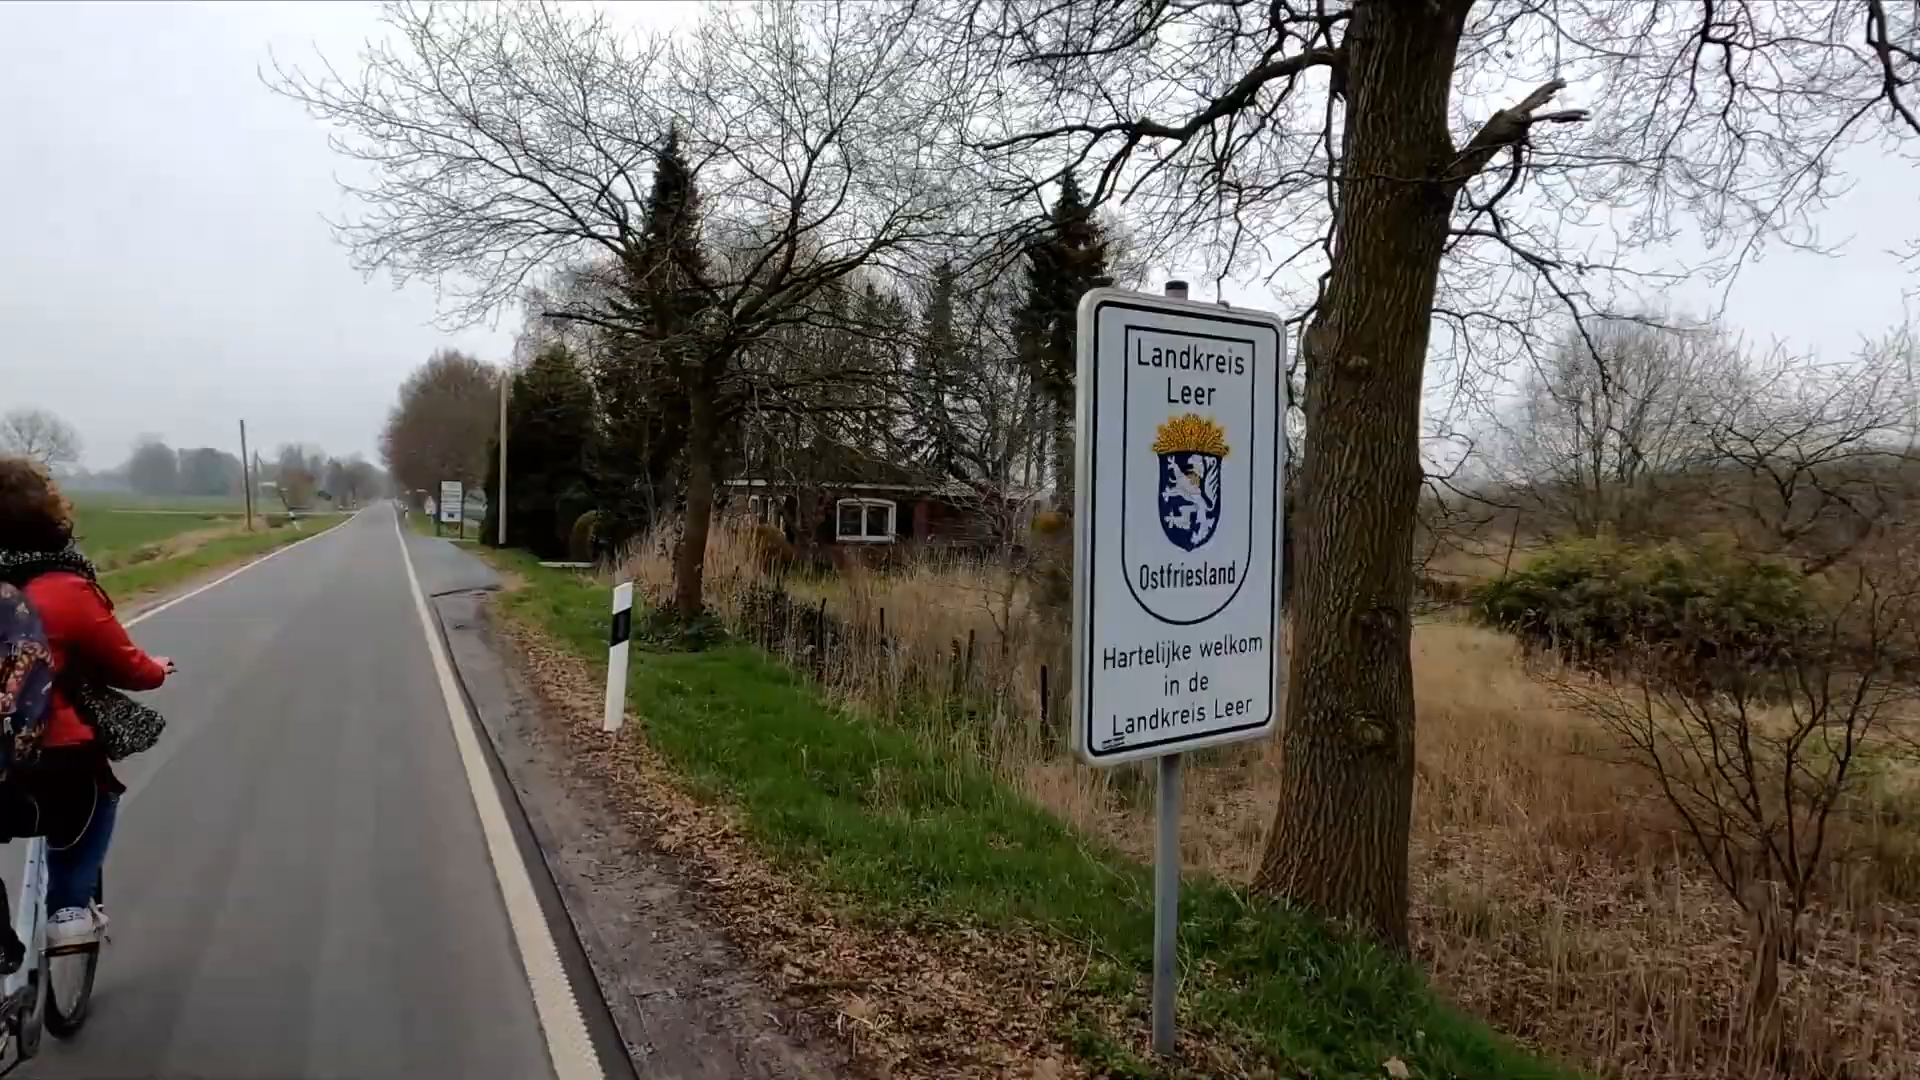 Landkreis
Leer
Ostfriesland
Hartelijke welkom
in de
Landkreis Leer